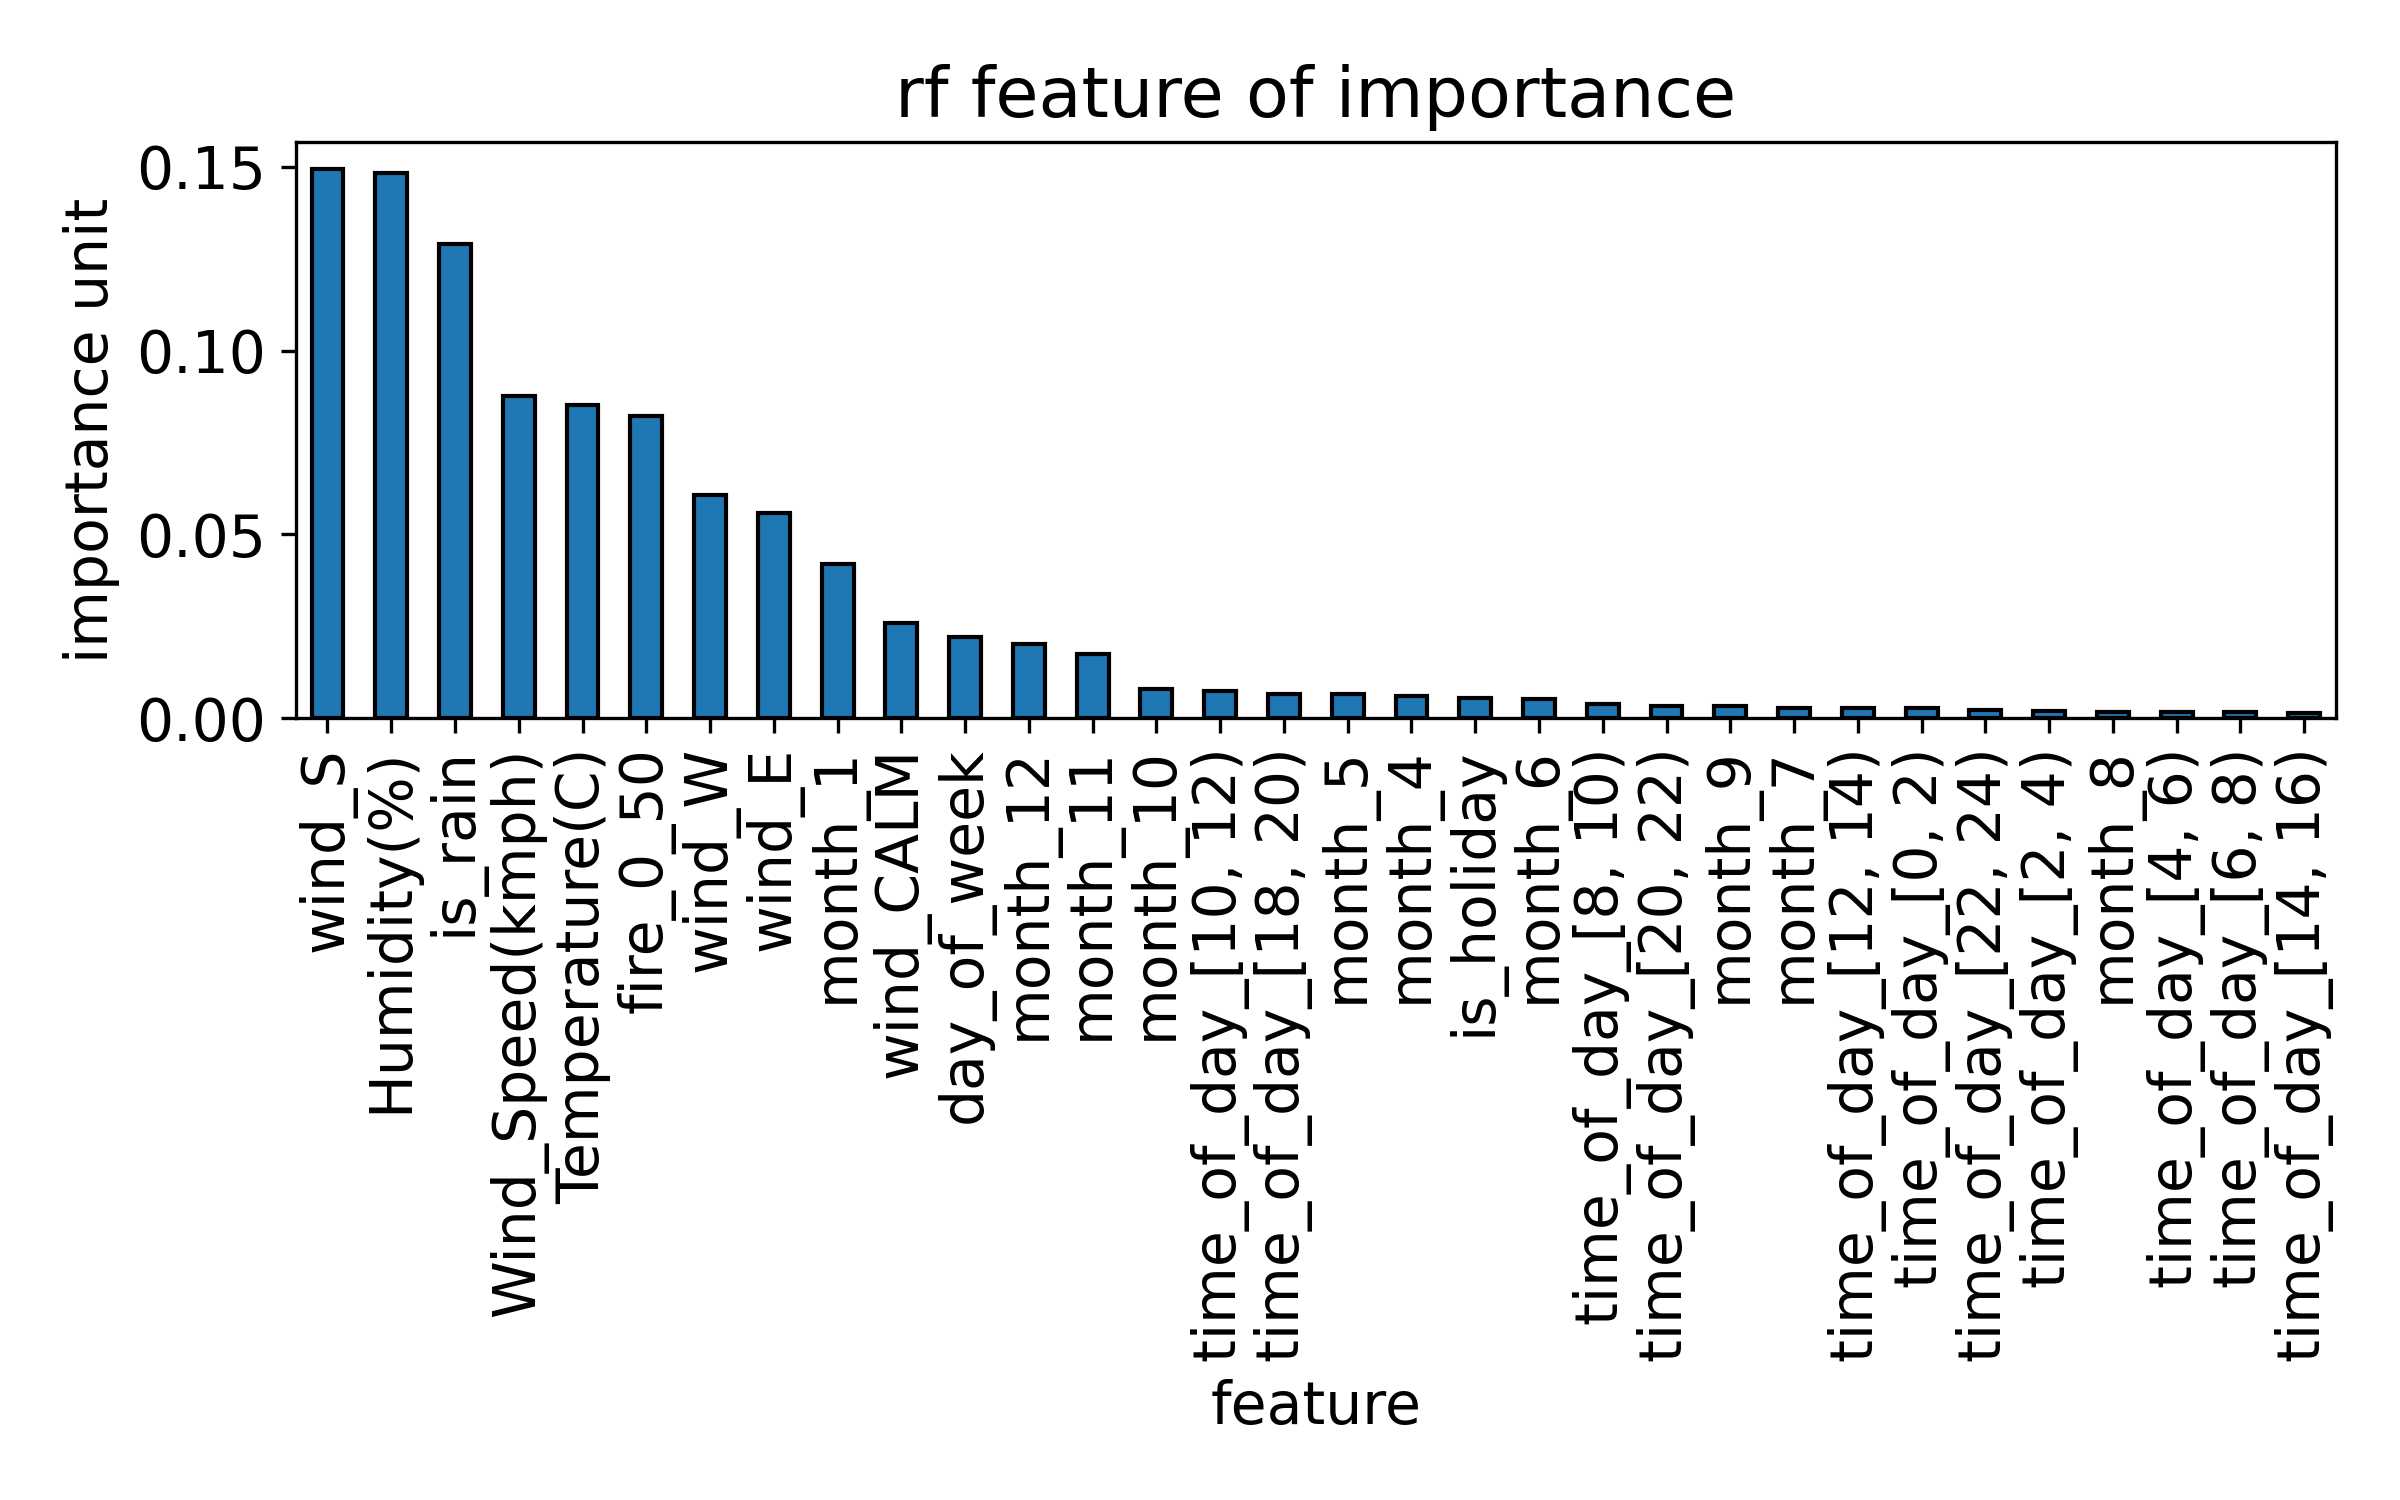 rf feature of importance
importance unit
0.15
0.10
0.05
0.00
wind_S
Humidity(%)
is_rain
Wind_Speed(kmph)
Temperature(C)
fire_0_50
wind_W
wind_E
month_1
wind_CALM
day_of_week
month_12
month_11
month_10
time_of_day_[10, 12)
time_of_day_[18, 20)
month_5
month_4
is_holiday
month_6
time_of_day_[8, 10)
time_of_day_[20, 22)
month_9
month_7
time_of_day_[12, 14)
time_of_day_[0, 2)
time_of_day_[22, 24)
time_of_day_[2, 4)
month_8
time_of_day_[4, 6)
time_of_day_[6, 8)
time_of_day_[14, 16)
feature